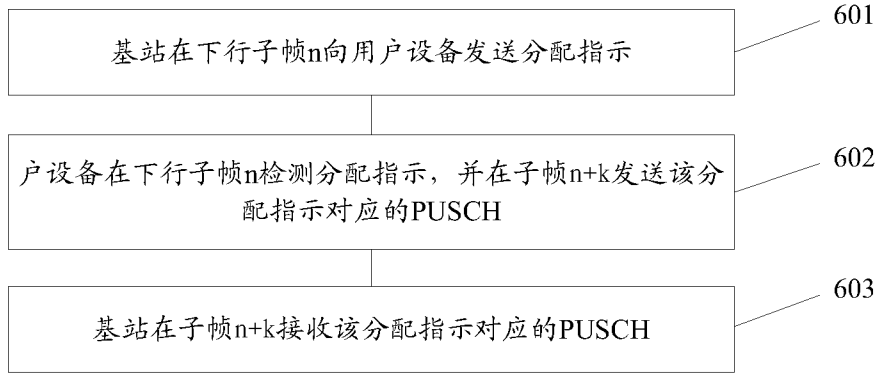 基站在下行子帧n向用户设备发送分配指示
601
户设备在下行子帧n检测分配指示，并在子帧n+k发送该分
配指示对应的PUSCH
602
基站在子帧n+k接收该分配指示对应的PUSCH
603